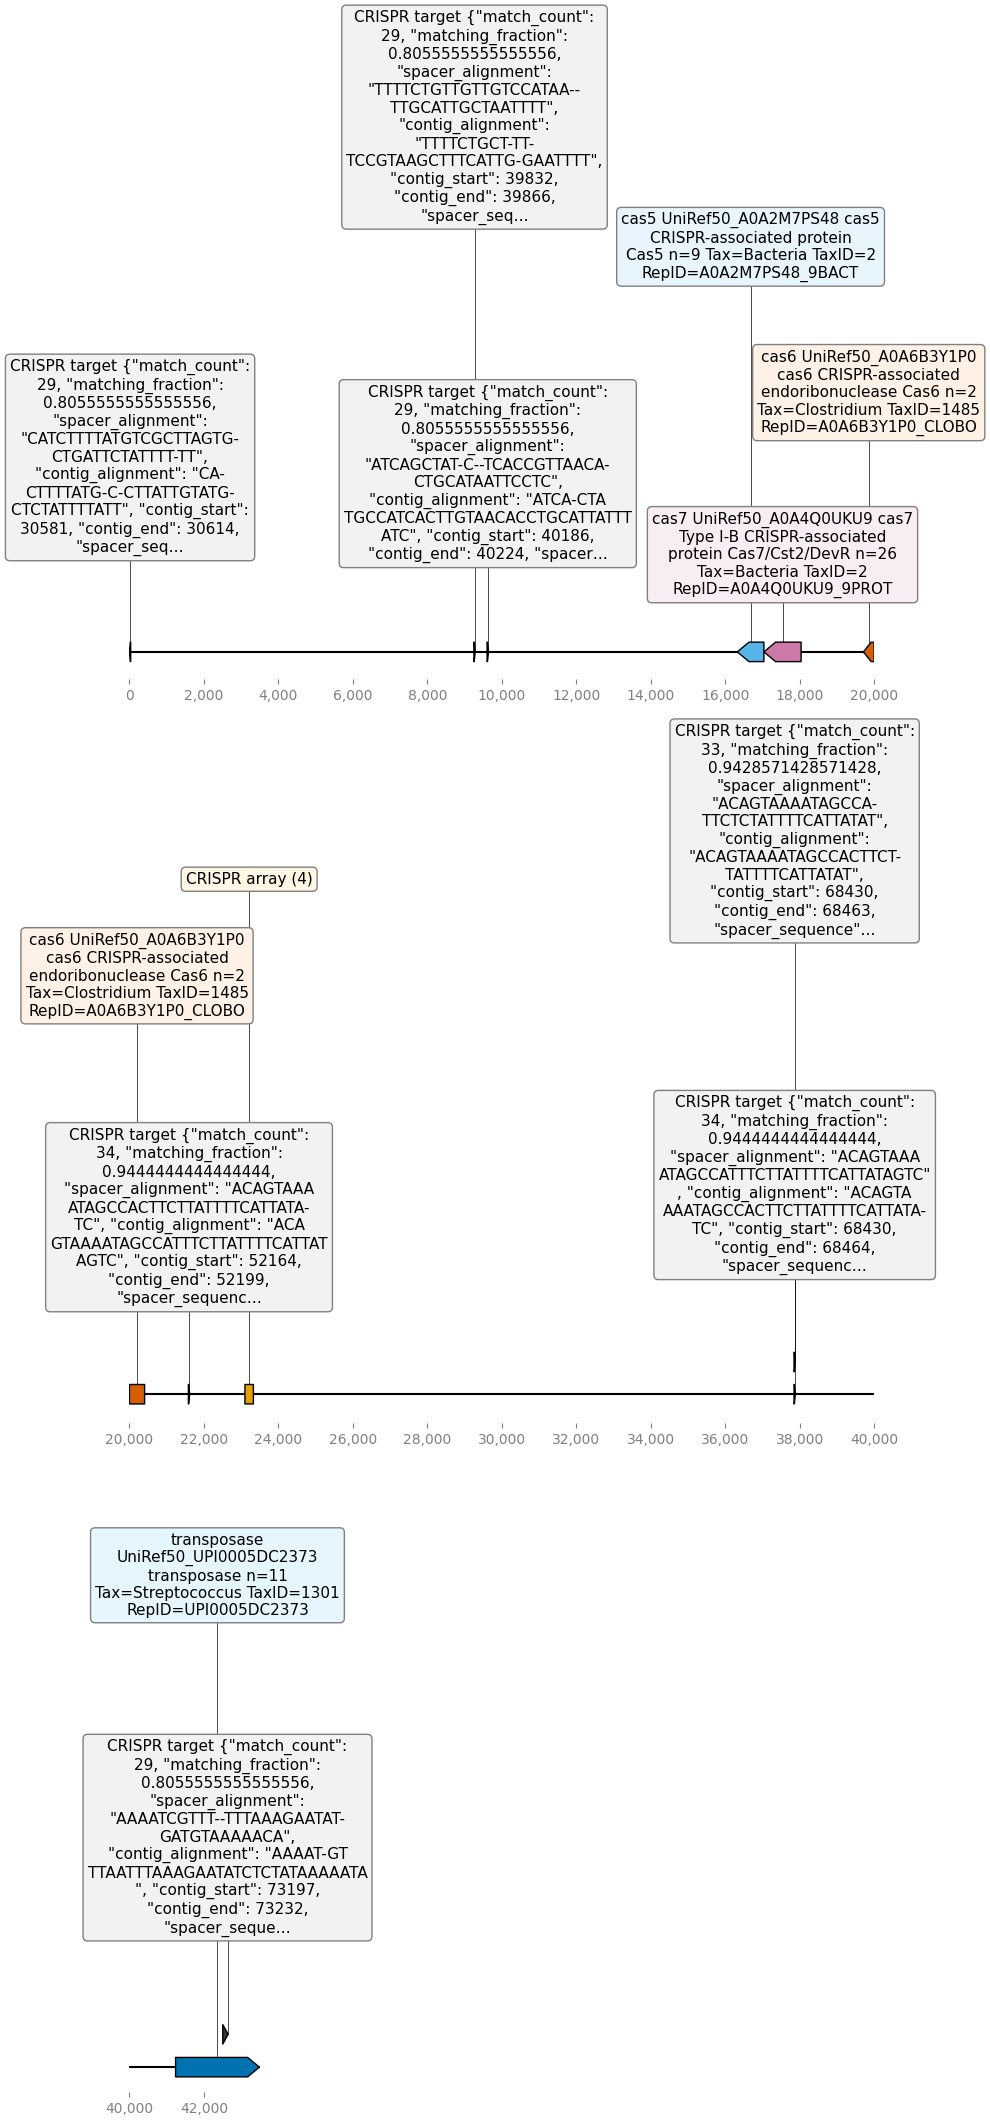 CRISPR target {"match_count":
29, "matching_fraction":
0.8055555555555556,
"spacer_alignment":
"TTTTCTGTTGTTGTCCATAA--
TTGCATTGCTAATTTT",
"contig_alignment":
"TTTTCTGCT-TT-
TCCGTAAGCTTTCATTG-GAATTTT",
"contig_start": 39832,
"contig_end": 39866,
"spacer_seq...
cas5 UniRef50_A0A2M7PS48 cas5
CRISPR-associated protein
Cas5 n=9 Tax=Bacteria TaxID=2
RepID=A0A2M7PS48_9BACT
cas6 UniRef50_A0A6B3Y1P0
cas6 CRISPR-associated
endoribonuclease Cas6 n=2
Tax=Clostridium TaxID=1485
RepID=A0A6B3Y1P0_CLOBO
CRISPR target {"match_count":
29, "matching_fraction":
0.8055555555555556,
"spacer_alignment":
"CATCTTTTATGTCGCTTAGTG-
CTGATTCTATTTT-TT",
"contig_alignment": "CA-
CTTTTATG-C-CTTATTGTATG-
CTCTATTTTATT", "contig_start":
30581, "contig_end": 30614,
"spacer_seq...
CRISPR target {"match_count":
29, "matching_fraction":
0.8055555555555556,
"spacer_alignment":
"ATCAGCTAT-C--TCACCGTTAACA-
CTGCATAATTCCTC",
"contig_alignment": "ATCA-CTA
TGCCATCACTTGTAACACCTGCATTATTT
ATC", "contig_start": 40186,
"contig_end": 40224, "spacer...
cas7 UniRef50_A0A4Q0UKU9 cas7
Type I-B CRISPR-associated
protein Cas7/Cst2/DevR n=26
Tax=Bacteria TaxID=2
RepID=A0A4Q0UKU9_9PROT
0
2,000
4,000
6,000
8,000
10,000
12,000
14,000
16,000
18,000
20,000
CRISPR target {"match_count":
33, "matching_fraction":
0.9428571428571428,
"spacer_alignment":
"ACAGTAAAATAGCCA-
TTCTCTATTTTCATTATAT",
"contig_alignment":
"ACAGTAAAATAGCCACTTCT-
TATTTTCATTATAT",
"contig_start": 68430,
"contig_end": 68463,
"spacer_sequence"...
CRISPR array (4)
cas6 UniRef50_A0A6B3Y1P0
cas6 CRISPR-associated
endoribonuclease Cas6 n=2
Tax=Clostridium TaxID=1485
RepID=A0A6B3Y1P0_CLOBO
CRISPR target {"match_count":
34, "matching_fraction":
0.9444444444444444,
"spacer_alignment": "ACAGTAAA
ATAGCCACTTCTTATTTTCATTATA-
TC", "contig_alignment": "ACA
GTAAAATAGCCATTTCTTATTTTCATTAT
AGTC", "contig_start": 52164,
"contig_end": 52199,
"spacer_sequenc...
CRISPR target {"match_count":
34, "matching_fraction":
0.9444444444444444,
"spacer_alignment": "ACAGTAAA
ATAGCCATTTCTTATTTTCATTATAGTC"
, "contig_alignment": "ACAGTA
AAATAGCCACTTCTTATTTTCATTATA-
TC", "contig_start": 68430,
"contig_end": 68464,
"spacer_sequenc...
20,000
22,000
24,000
26,000
28,000
30,000
32,000
34,000
36,000
38,000
40,000
transposase
UniRef50_UPI0005DC2373
transposase n=11
Tax=Streptococcus TaxID=1301
RepID=UPI0005DC2373
CRISPR target {"match_count":
29, "matching_fraction":
0.8055555555555556,
"spacer_alignment":
"AAAATCGTTT--TTTAAAGAATAT-
GATGTAAAAACA",
"contig_alignment": "AAAAT-GT
TTAATTTAAAGAATATCTCTATAAAAATA
", "contig_start": 73197,
"contig_end": 73232,
"spacer_seque...
40,000
42,000